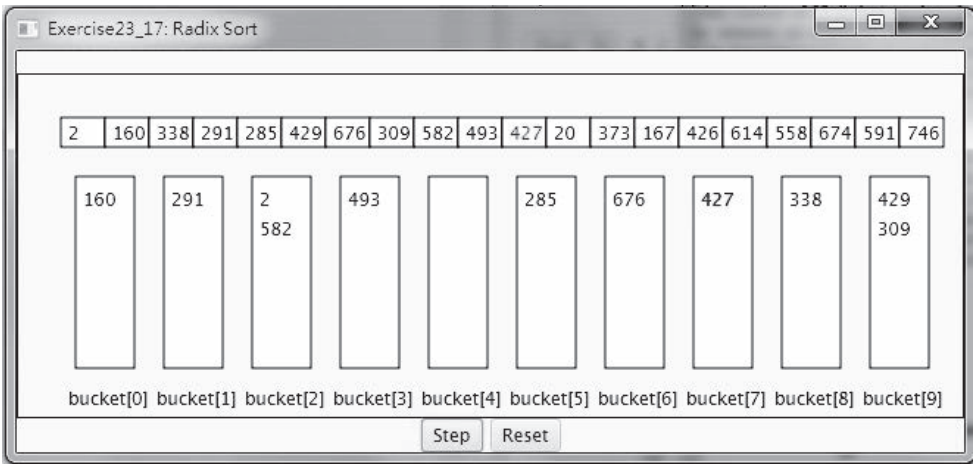 Exercise23_17: Radix Sort
2 160 338 291 285 429 676 309 582 493 427 20 373 167 426 614 558 674 591 746
160 291 2 493 285 676 427 338 429
582 309
bucket[0] bucket[1] bucket[2] bucket[3] bucket[4] bucket[5] bucket[6] bucket[7] bucket[8] bucket[9]
Step Reset